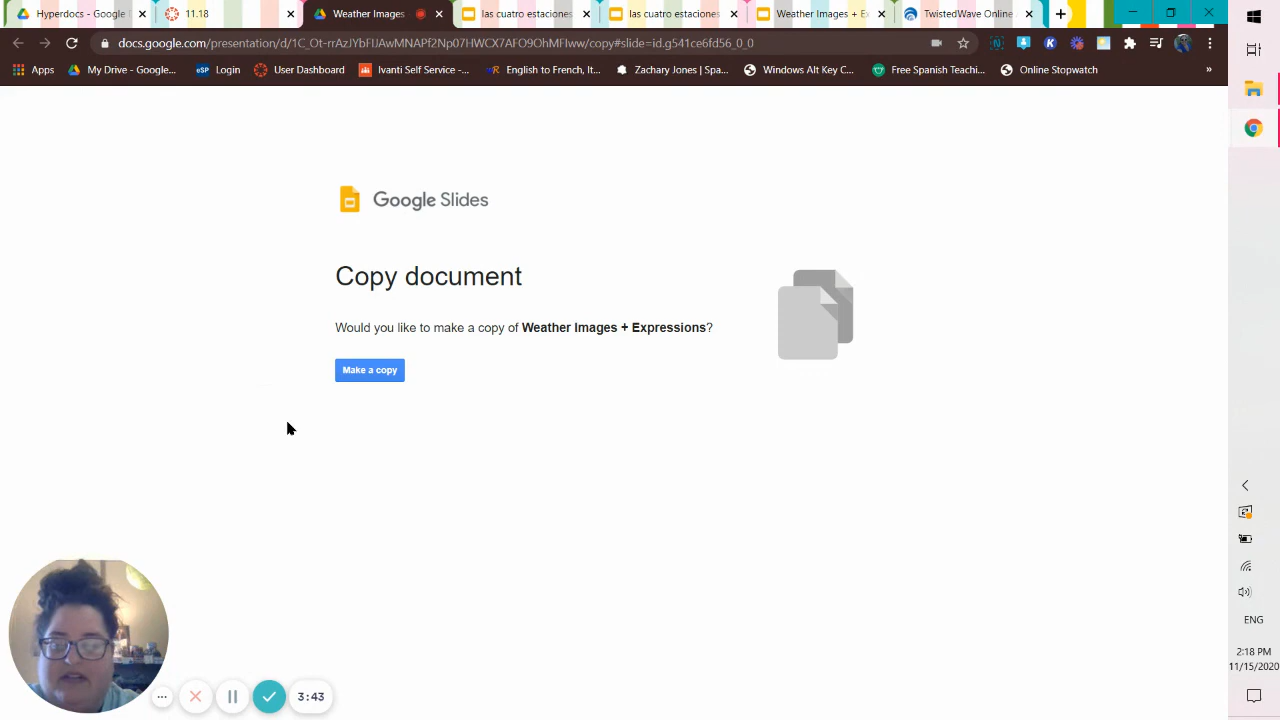 Hyperdocs - Google
11.18
Weather Images
las cuatro estaciones
las cuatro estaciones
Weather Images + E
TwistedWave Online
docs.google.com/presentation/d/1C_Ot-rrAzJYbFIJAwMNAPf2Np07HWCX7AFO9OhMFIww/copy#slide=id.g541ce6fd56_0_0
Apps
My Drive - Google...
eSP Login
User Dashboard
Ivanti Self Service -...
English to French, It...
Zachary Jones | Spa...
Windows Alt Key C...
Free Spanish Teachi...
Online Stopwatch
»
Google Slides
Copy document
Would you like to make a copy of Weather Images + Expressions?
Make a copy
3:43
ENG
2:18 PM
11/15/2020